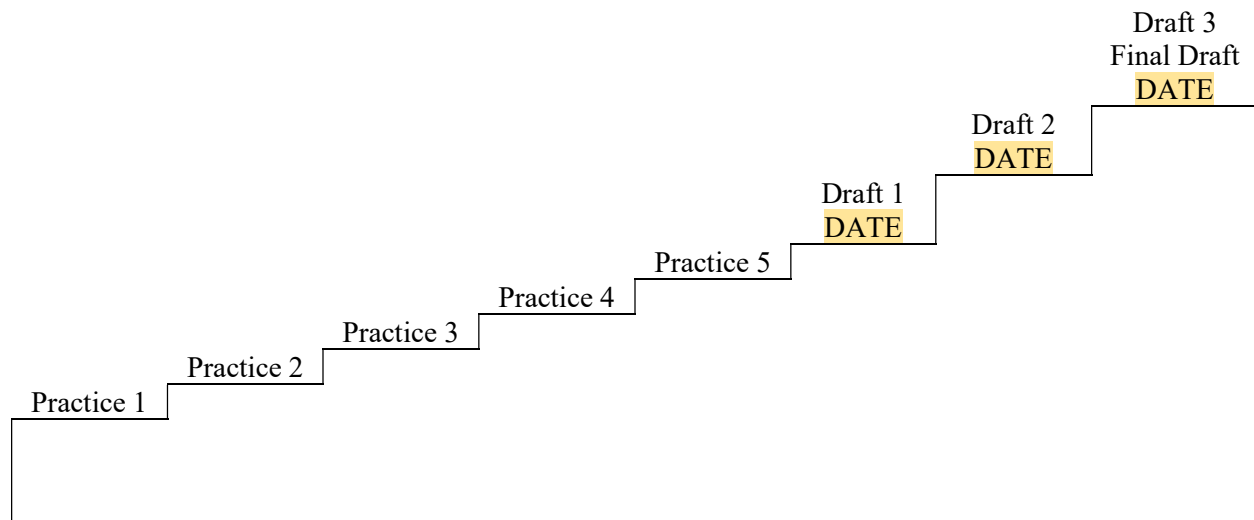 Practice 1
Practice 2
Practice 3
Practice 4
Practice 5
Draft 1
DATE
Draft 2
DATE
Draft 3
Final Draft
DATE